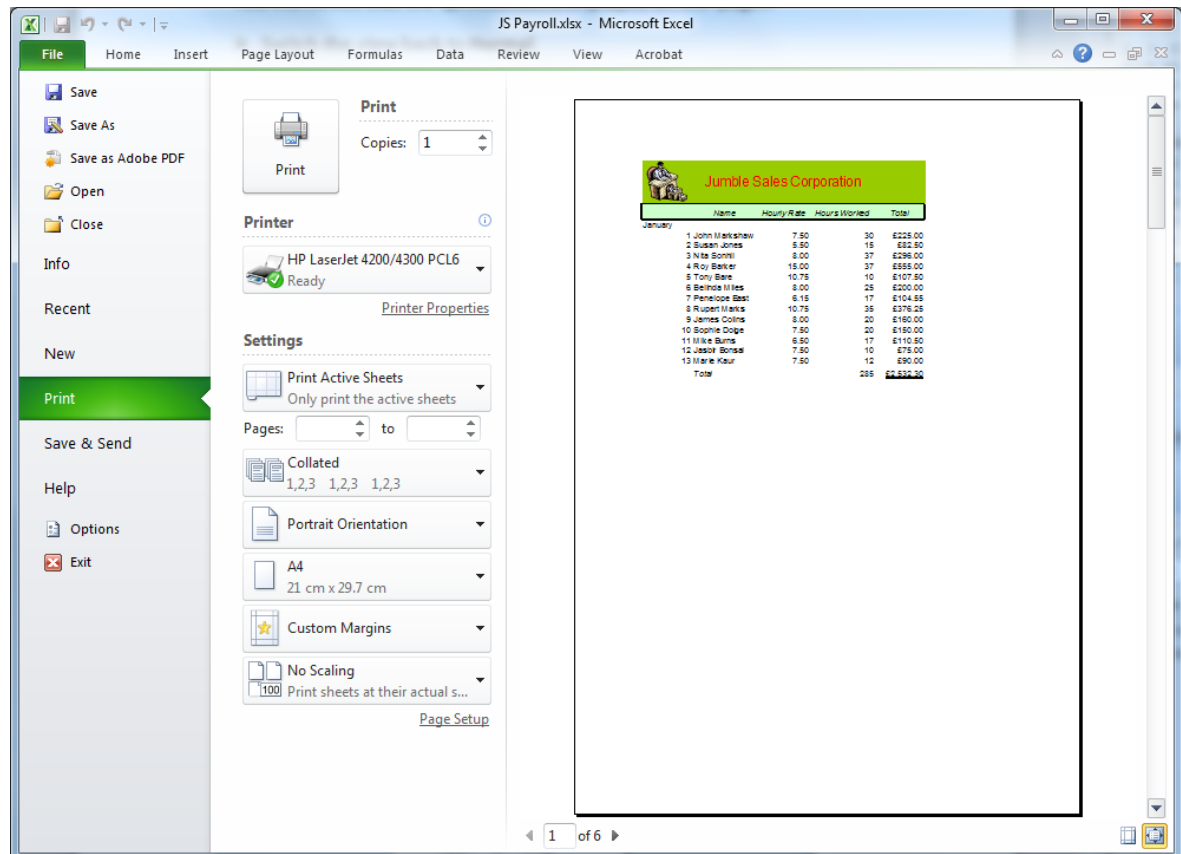 JS Payroll.xlsx - Microsoft Excel
File Home Insert Page Layout Formulas Data Review View Acrobat
Save
Save As
Save as Adobe PDF
Open
Close
Info
Recent
New
Print
Save & Send
Help
Options
Exit
Print
Print
Copies: 1
Printer
HP LaserJet 4200/4300 PCL6
Ready
Printer Properties
Settings
Print Active Sheets
Only print the active sheets
Pages: to
Collated
1,2,3 1,2,3 1,2,3
Portrait Orientation
A4
21 cm x 29.7 cm
Custom Margins
No Scaling
100 Print sheets at their actual s...
Page Setup
Jumble Sales Corporation
Name Hourly Rate Hours Worked Total
January
1 John Markshaw 7.50 30 £225.00
2 Susan Jones 5.50 15 £82.50
3 Nita 8.00 37 £296.00
4 Roy Barker 15.00 37 £555.00
5 Tony Bare 10.75 10 £107.50
6 Belinda Miles 8.00 25 £200.00
7 Penelope East 6.15 17 £104.55
8 Rupert Marks 10.75 35 £376.25
9 James Colins 8.00 20 £160.00
10 Sophie 7.50 20 £150.00
11 Mike Burns 6.50 17 £110.50
12 Bonsal 7.50 10 £75.00
13 Marie Kaur 7.50 12 £90.00
Total 285 £2,532.30
1 of 6